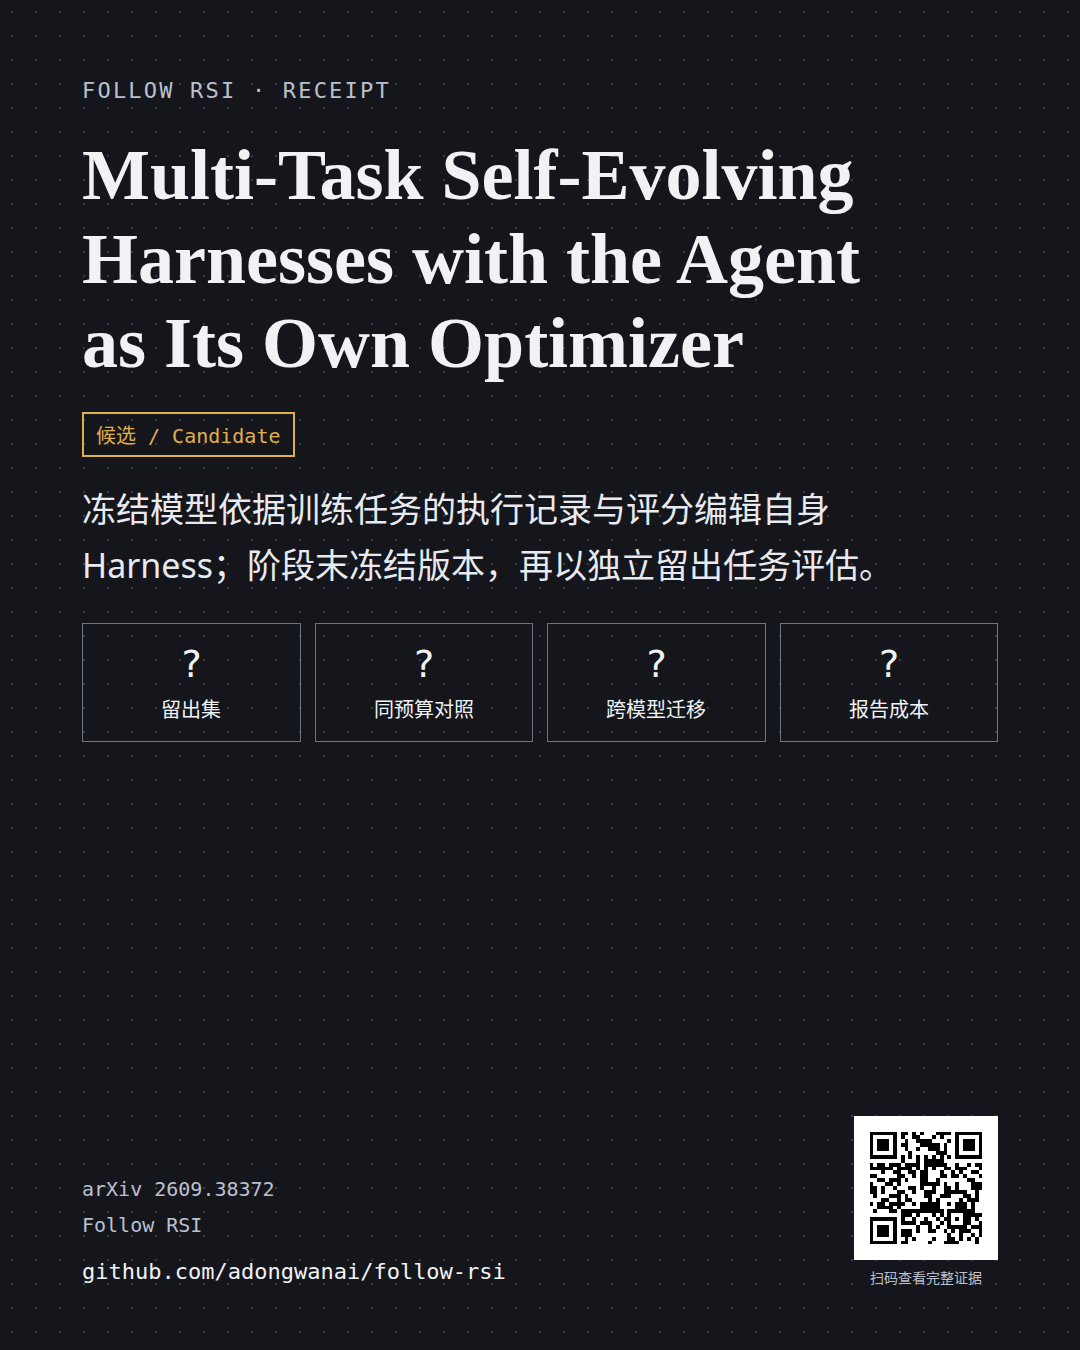 FOLLOW RSI · RECEIPT
Multi-Task Self-Evolving
Harnesses with the Agent
as Its Own Optimizer
候选 / Candidate
冻结模型依据训练任务的执行记录与评分编辑自身
Harness；阶段末冻结版本，再以独立留出任务评估。
? ? ? ?
留出集 同预算对照 跨模型迁移 报告成本
arXiv 2609.38372
Follow RSI
github.com/adongwanai/follow-rsi
扫码查看完整证据